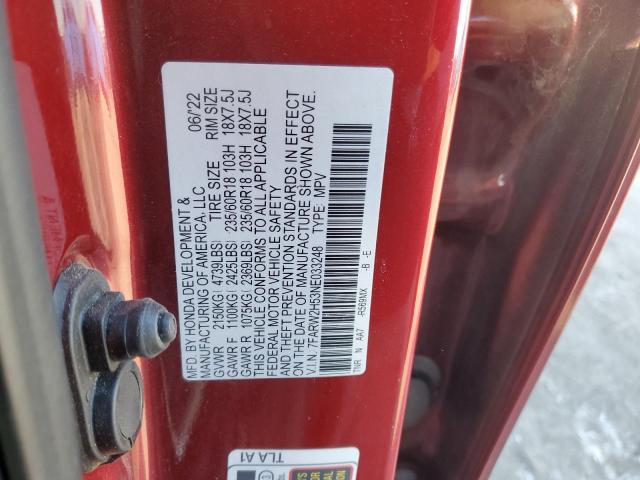 MFD. BY HONDA DEVELOPMENT & 06/22
MANUFACTURING OF AMERICA, LLC
GVWR 2150KG( 4739LBS) TIRE SIZE RIM SIZE
GAWR F 1100KG( 2425LBS) 235/60R18 103H 18X7.5J
GAWR R 1075KG( 2369LBS) 235/60R18 103H 18X7.5J
THIS VEHICLE CONFORMS TO ALL APPLICABLE
FEDERAL MOTOR VEHICLE SAFETY
AND THEFT PREVENTION STANDARDS IN EFFECT
ON THE DATE OF MANUFACTURE SHOWN ABOVE.
V.I.N. 7FARW2H53NE033248 TYPE: MPV
TNR N AA7 -R569MX -B -E
TLA A1